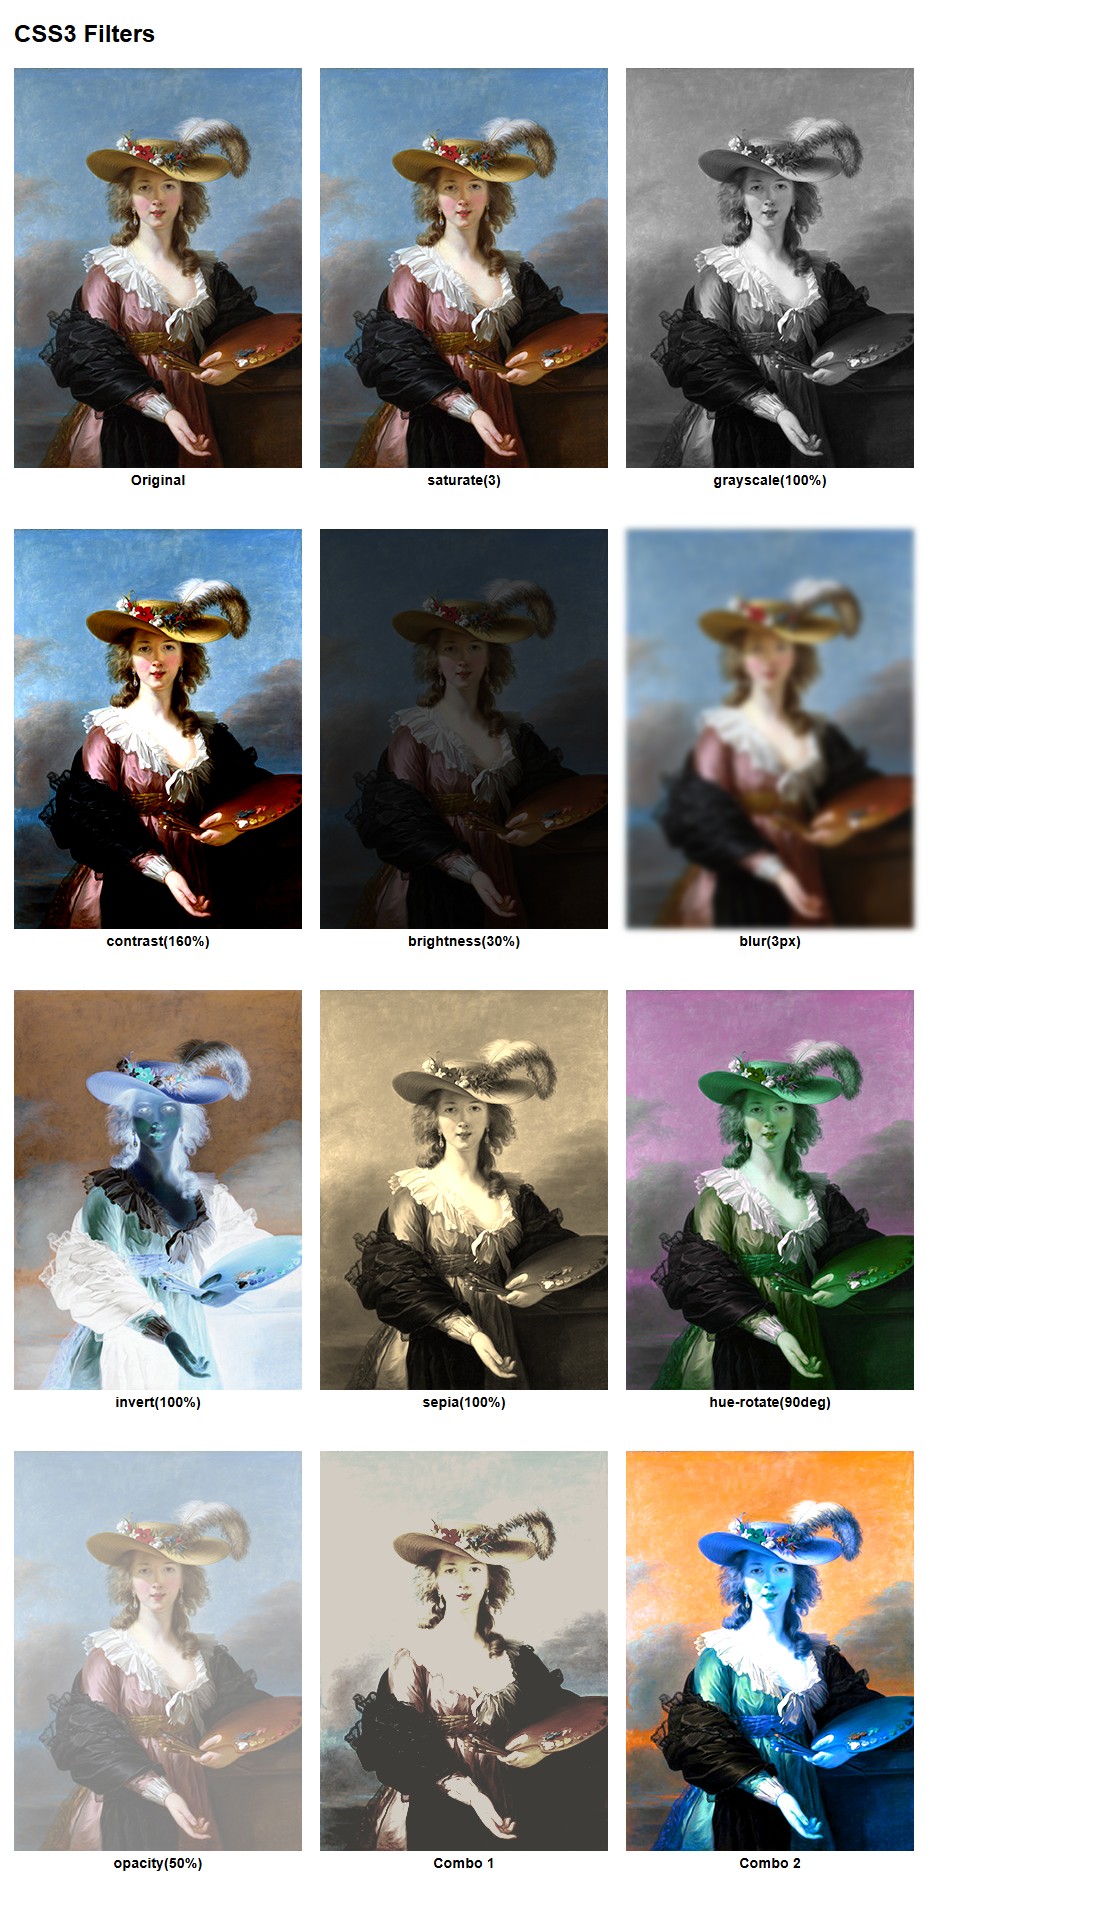 CSS3 Filters
Original
saturate(3)
grayscale(100%)
contrast(160%)
brightness(30%)
blur(3px)
invert(100%)
sepia(100%)
hue-rotate(90deg)
opacity(50%)
Combo 1
Combo 2